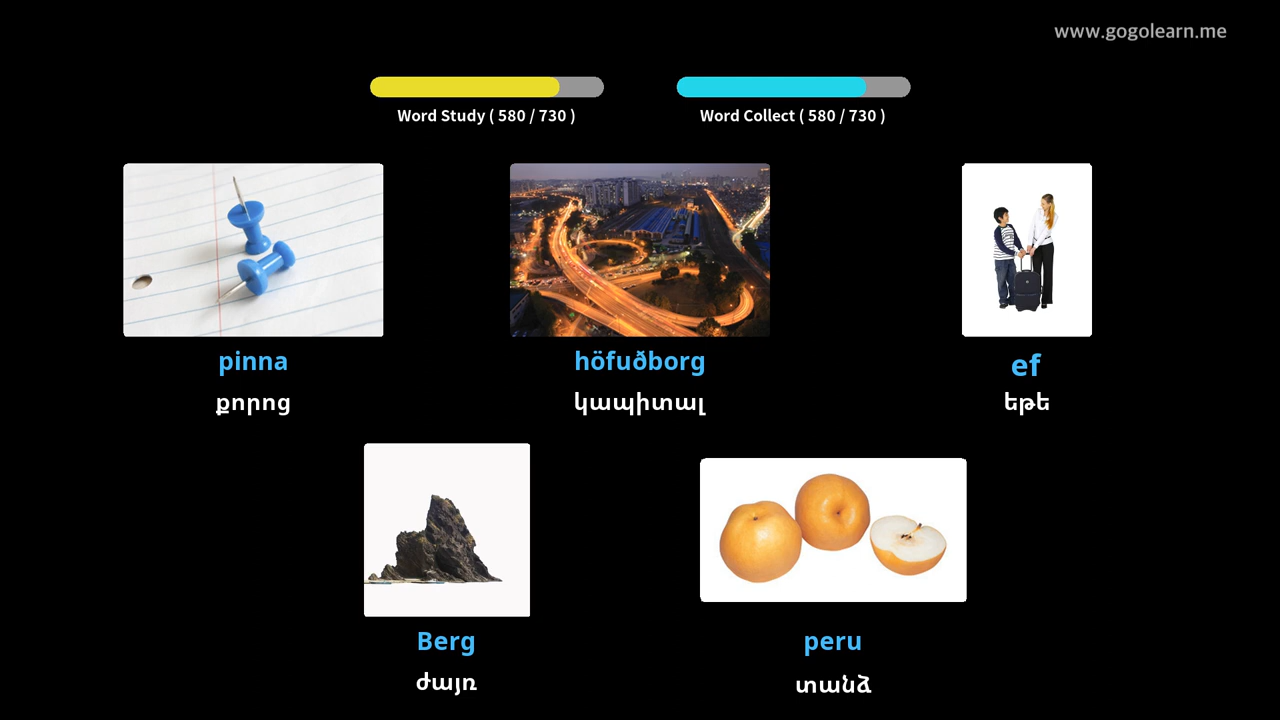 www.gogolearn.me
Word Study ( 580 / 730 )
Word Collect ( 580 / 730 )
pinna
քորոց
höfuðborg
կապիտալ
ef
եթե
Berg
ժայռ
peru
տանձ